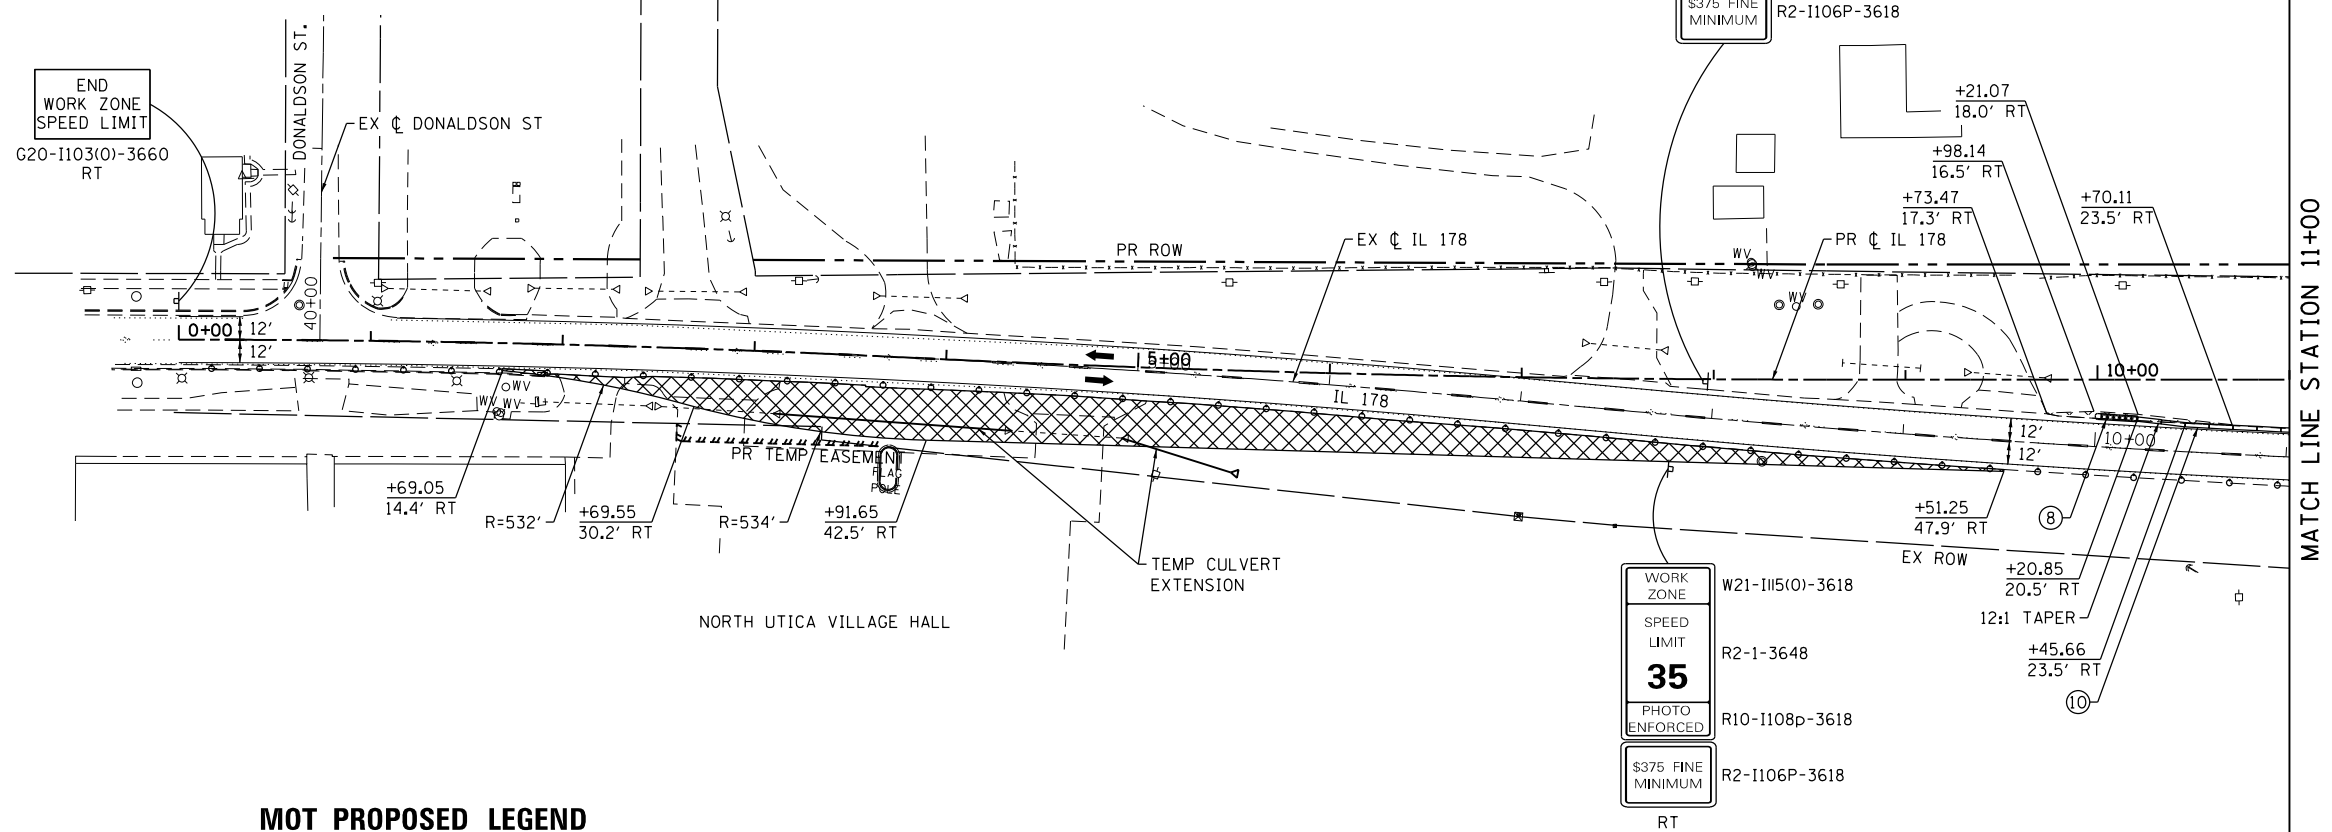 $375 FINE
MINIMUM
R2-I106P-3618
END
WORK ZONE
SPEED LIMIT
G20-I103(O)-3660
RT
DONALDSON ST.
EX ℄ DONALDSON ST
+21.07
18.0' RT
+98.14
16.5' RT
+73.47
17.3' RT
+70.11
23.5' RT
PR ROW
EX ℄ IL 178
PR ℄ IL 178
WV
WV
WV
40+00
0+00
12'
12'
5+00
10+00
IL 178
WV
WV
WV
12'
12'
10+00
PR TEMP EASEMENT
FLAG
POLE
+69.05
14.4' RT
R=532'
+69.55
30.2' RT
R=534'
+91.65
42.5' RT
TEMP CULVERT
EXTENSION
NORTH UTICA VILLAGE HALL
+51.25
47.9' RT
8
EX ROW
+20.85
20.5' RT
12:1 TAPER
+45.66
23.5' RT
10
WORK
ZONE
W21-I115(O)-3618
SPEED
LIMIT
35
R2-1-3648
PHOTO
ENFORCED
R10-I108p-3618
$375 FINE
MINIMUM
R2-I106P-3618
RT
MATCH LINE STATION 11+00
MOT PROPOSED LEGEND